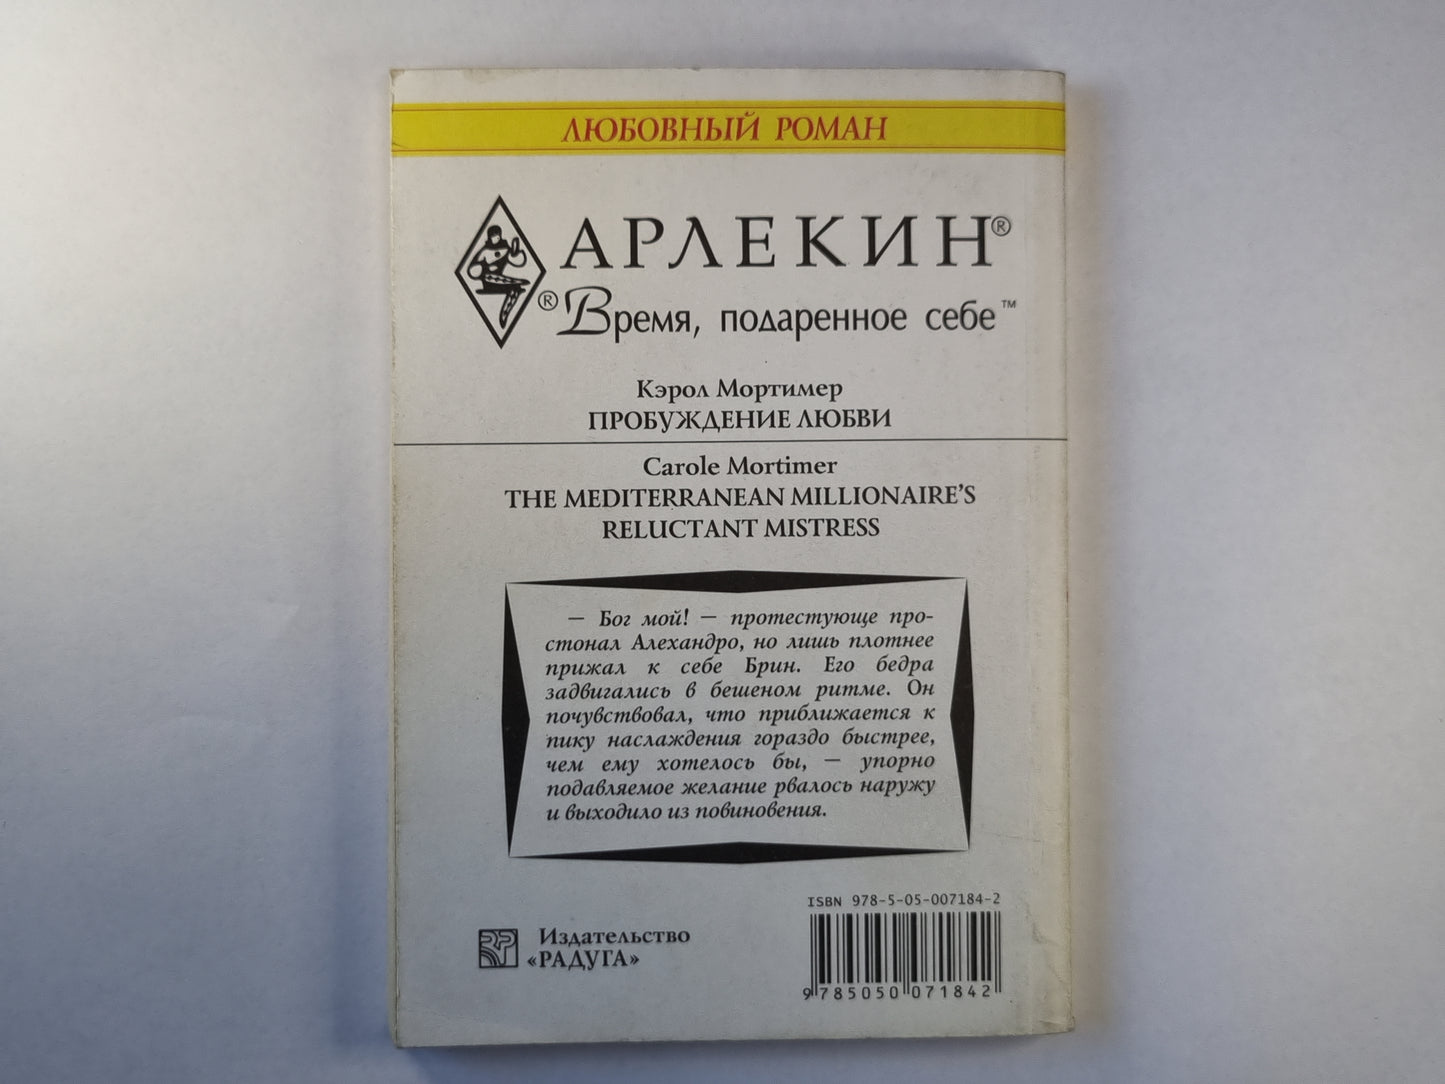 ЛЮБОВНЫЙ РОМАН
АРЛЕКИН®
® Время, подаренное себе™
Кэрол Мортимер
ПРОБУЖДЕНИЕ ЛЮБВИ
Carole Mortimer
THE MEDITERRANEAN MILLIONAIRE'S
RELUCTANT MISTRESS
— Бог мой! — протестующе про-
стонал Алехандро, но лишь плотнее
прижал к себе Брин. Его бедра
задвигались в бешеном ритме. Он
почувствовал, что приближается к
пику наслаждения гораздо быстрее,
чем ему хотелось бы, — упорно
подавляемое желание рвалось наружу
и выходило из повиновения.
ISBN 978-5-05-007184-2
Издательство
«РАДУГА»
9 785050 071842